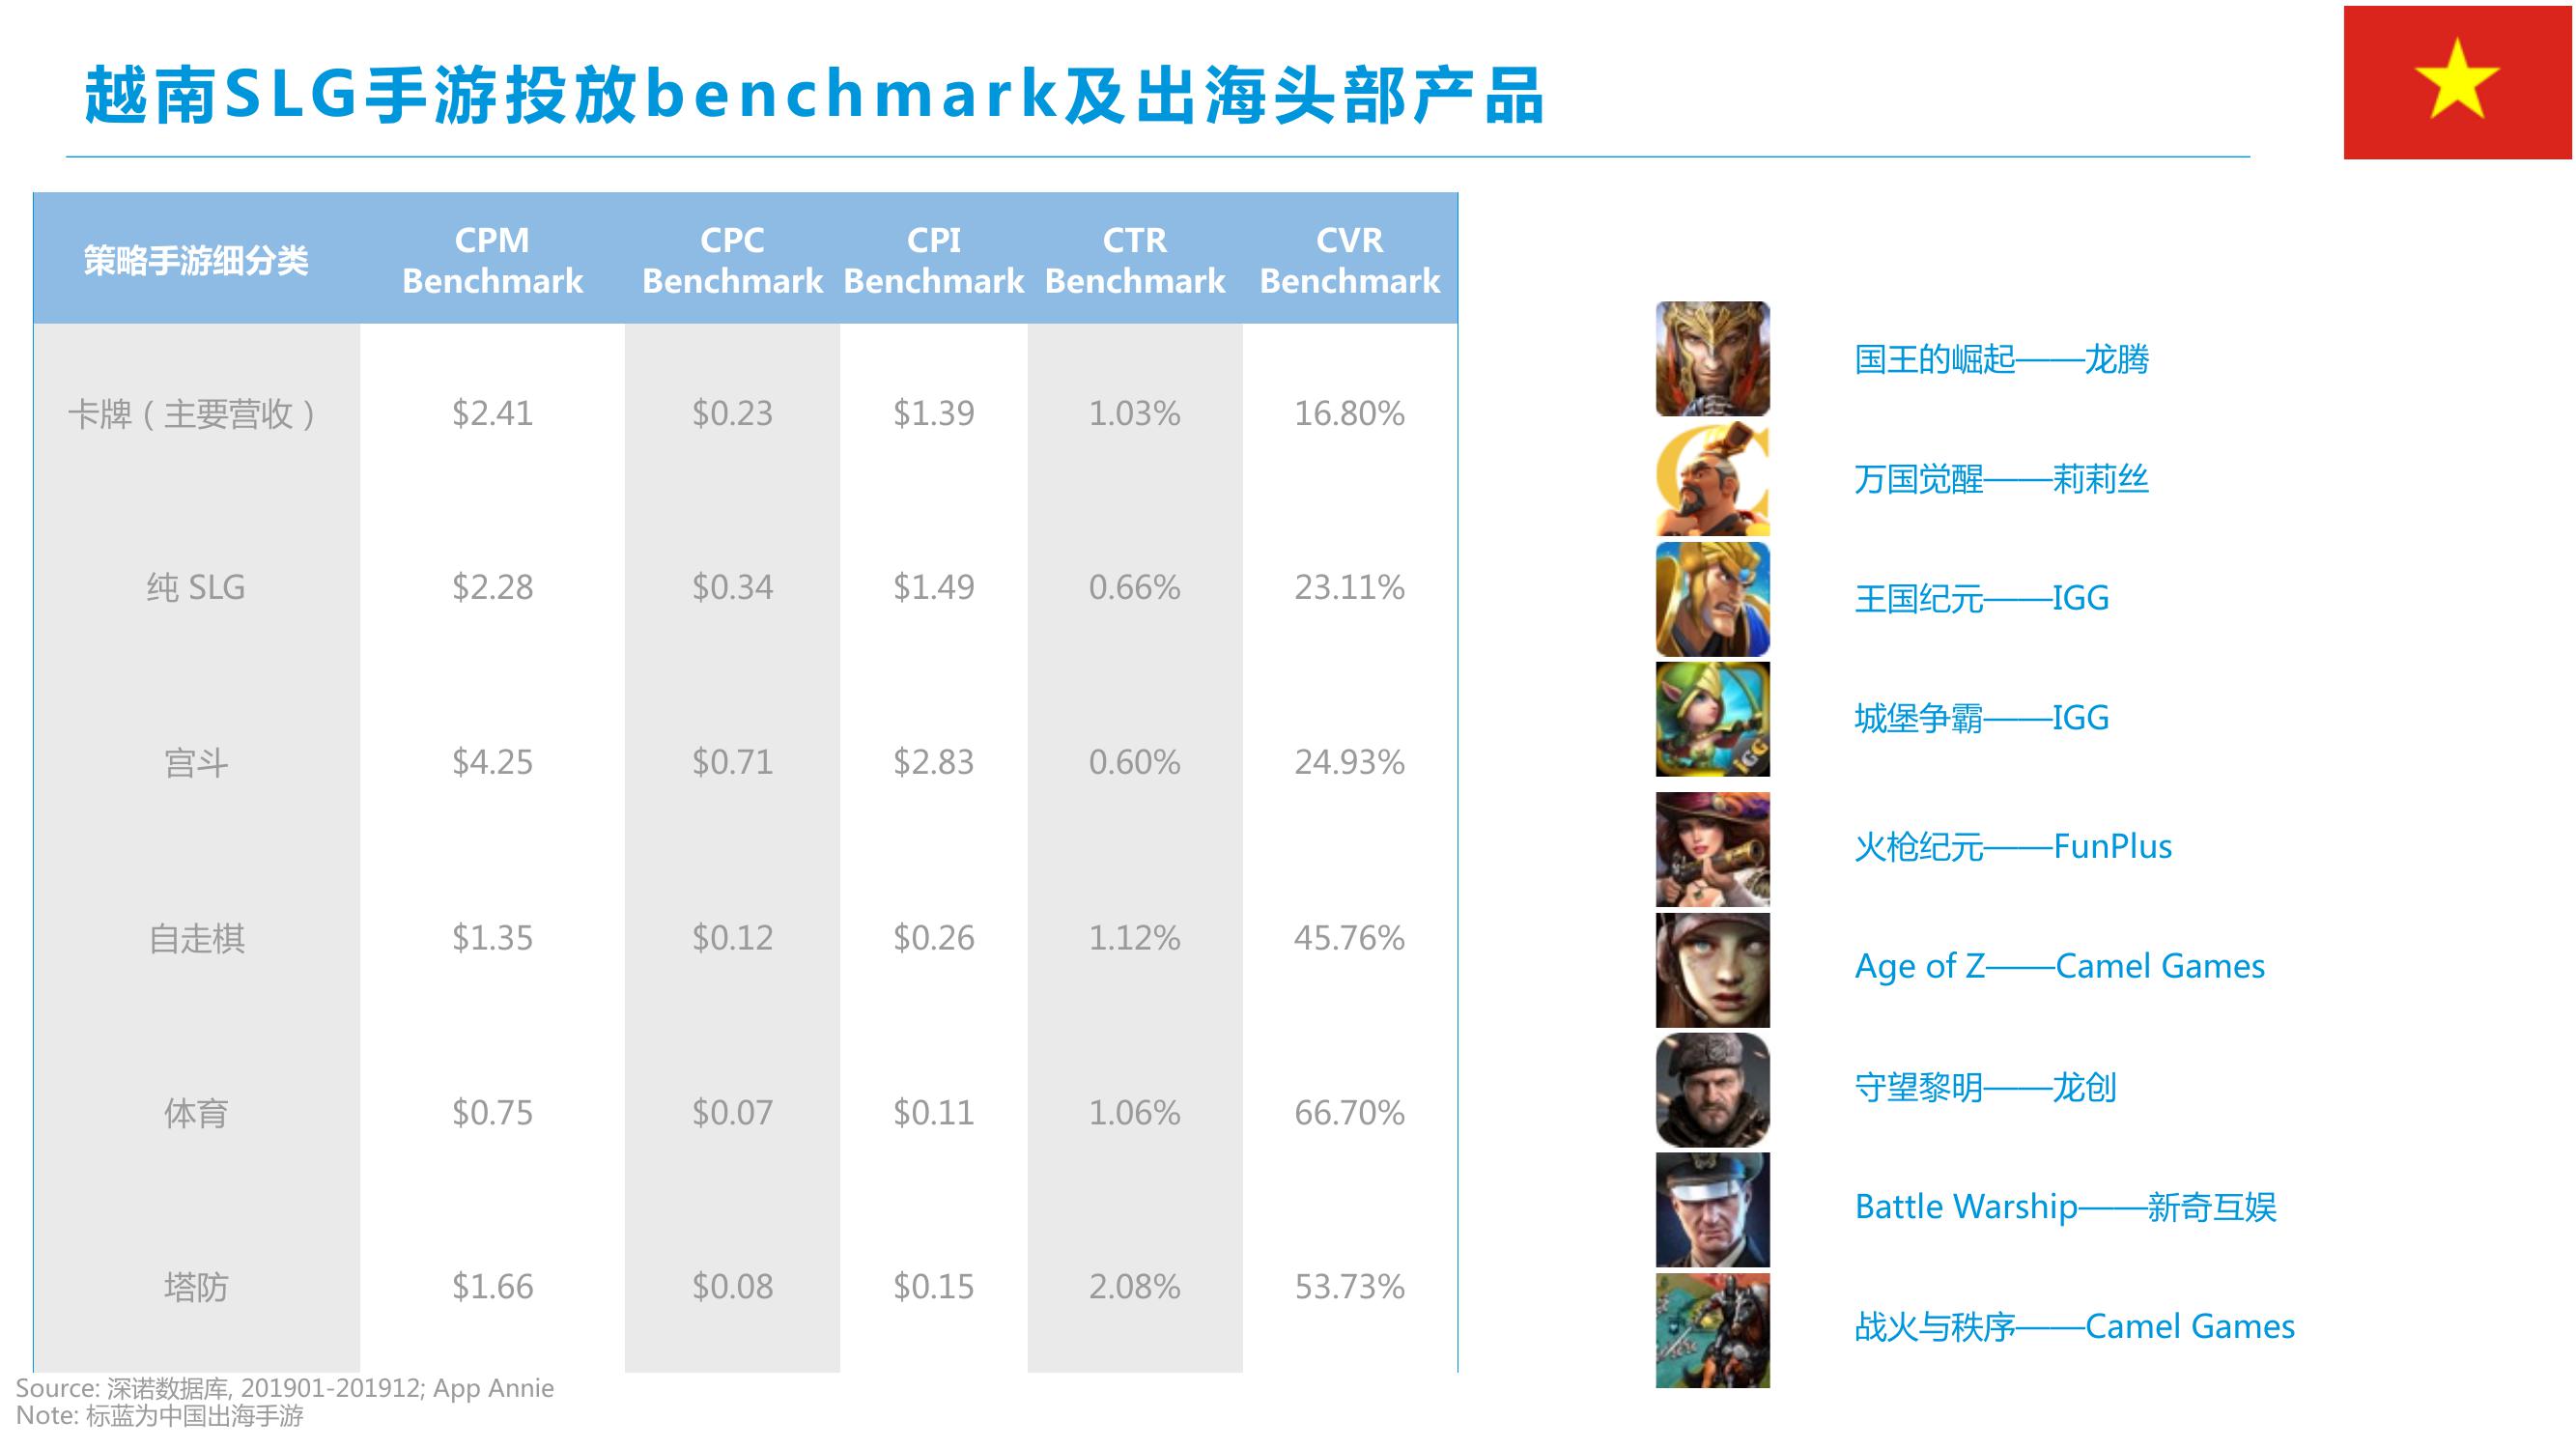 越南SLG手游投放benchmark及出海头部产品
策略手游细分类 CPM Benchmark CPC Benchmark CPI Benchmark CTR Benchmark CVR Benchmark
卡牌（主要营收） $2.41 $0.23 $1.39 1.03% 16.80%
纯 SLG $2.28 $0.34 $1.49 0.66% 23.11%
宫斗 $4.25 $0.71 $2.83 0.60% 24.93%
自走棋 $1.35 $0.12 $0.26 1.12% 45.76%
体育 $0.75 $0.07 $0.11 1.06% 66.70%
塔防 $1.66 $0.08 $0.15 2.08% 53.73%
国王的崛起——龙腾
万国觉醒——莉莉丝
王国纪元——IGG
城堡争霸——IGG
IGG
火枪纪元——FunPlus
Age of Z——Camel Games
守望黎明——龙创
Battle Warship——新奇互娱
战火与秩序——Camel Games
Source: 深诺数据库, 201901-201912; App Annie
Note: 标蓝为中国出海手游